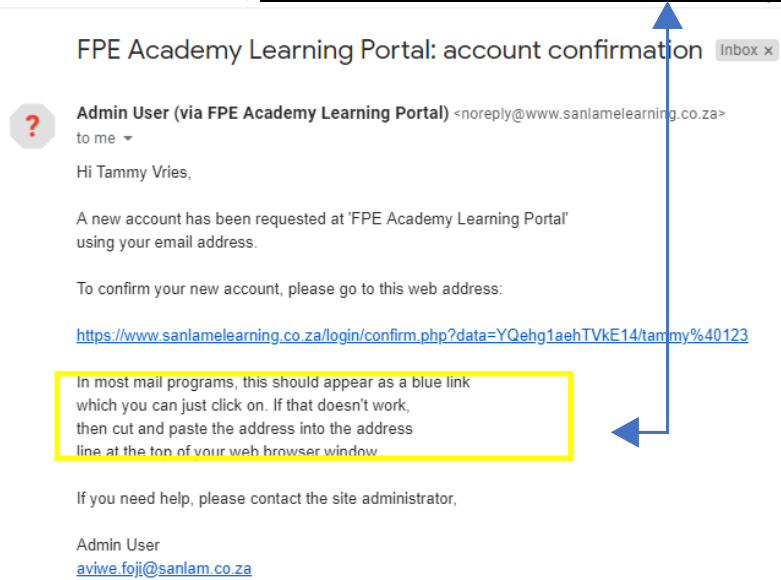 FPE Academy Learning Portal: account confirmation Inbox x
?
Admin User (via FPE Academy Learning Portal) <noreply@www.sanlamelearning.co.za>
to me
Hi Tammy Vries,
A new account has been requested at 'FPE Academy Learning Portal'
using your email address.
To confirm your new account, please go to this web address:
https://www.sanlamelearning.co.za/login/confirm.php?data=YQehg1aehTVkE14/tammy%40123
In most mail programs, this should appear as a blue link
which you can just click on. If that doesn't work,
then cut and paste the address into the address
line at the top of your web browser window
If you need help, please contact the site administrator,
Admin User
aviwe.foji@sanlam.co.za